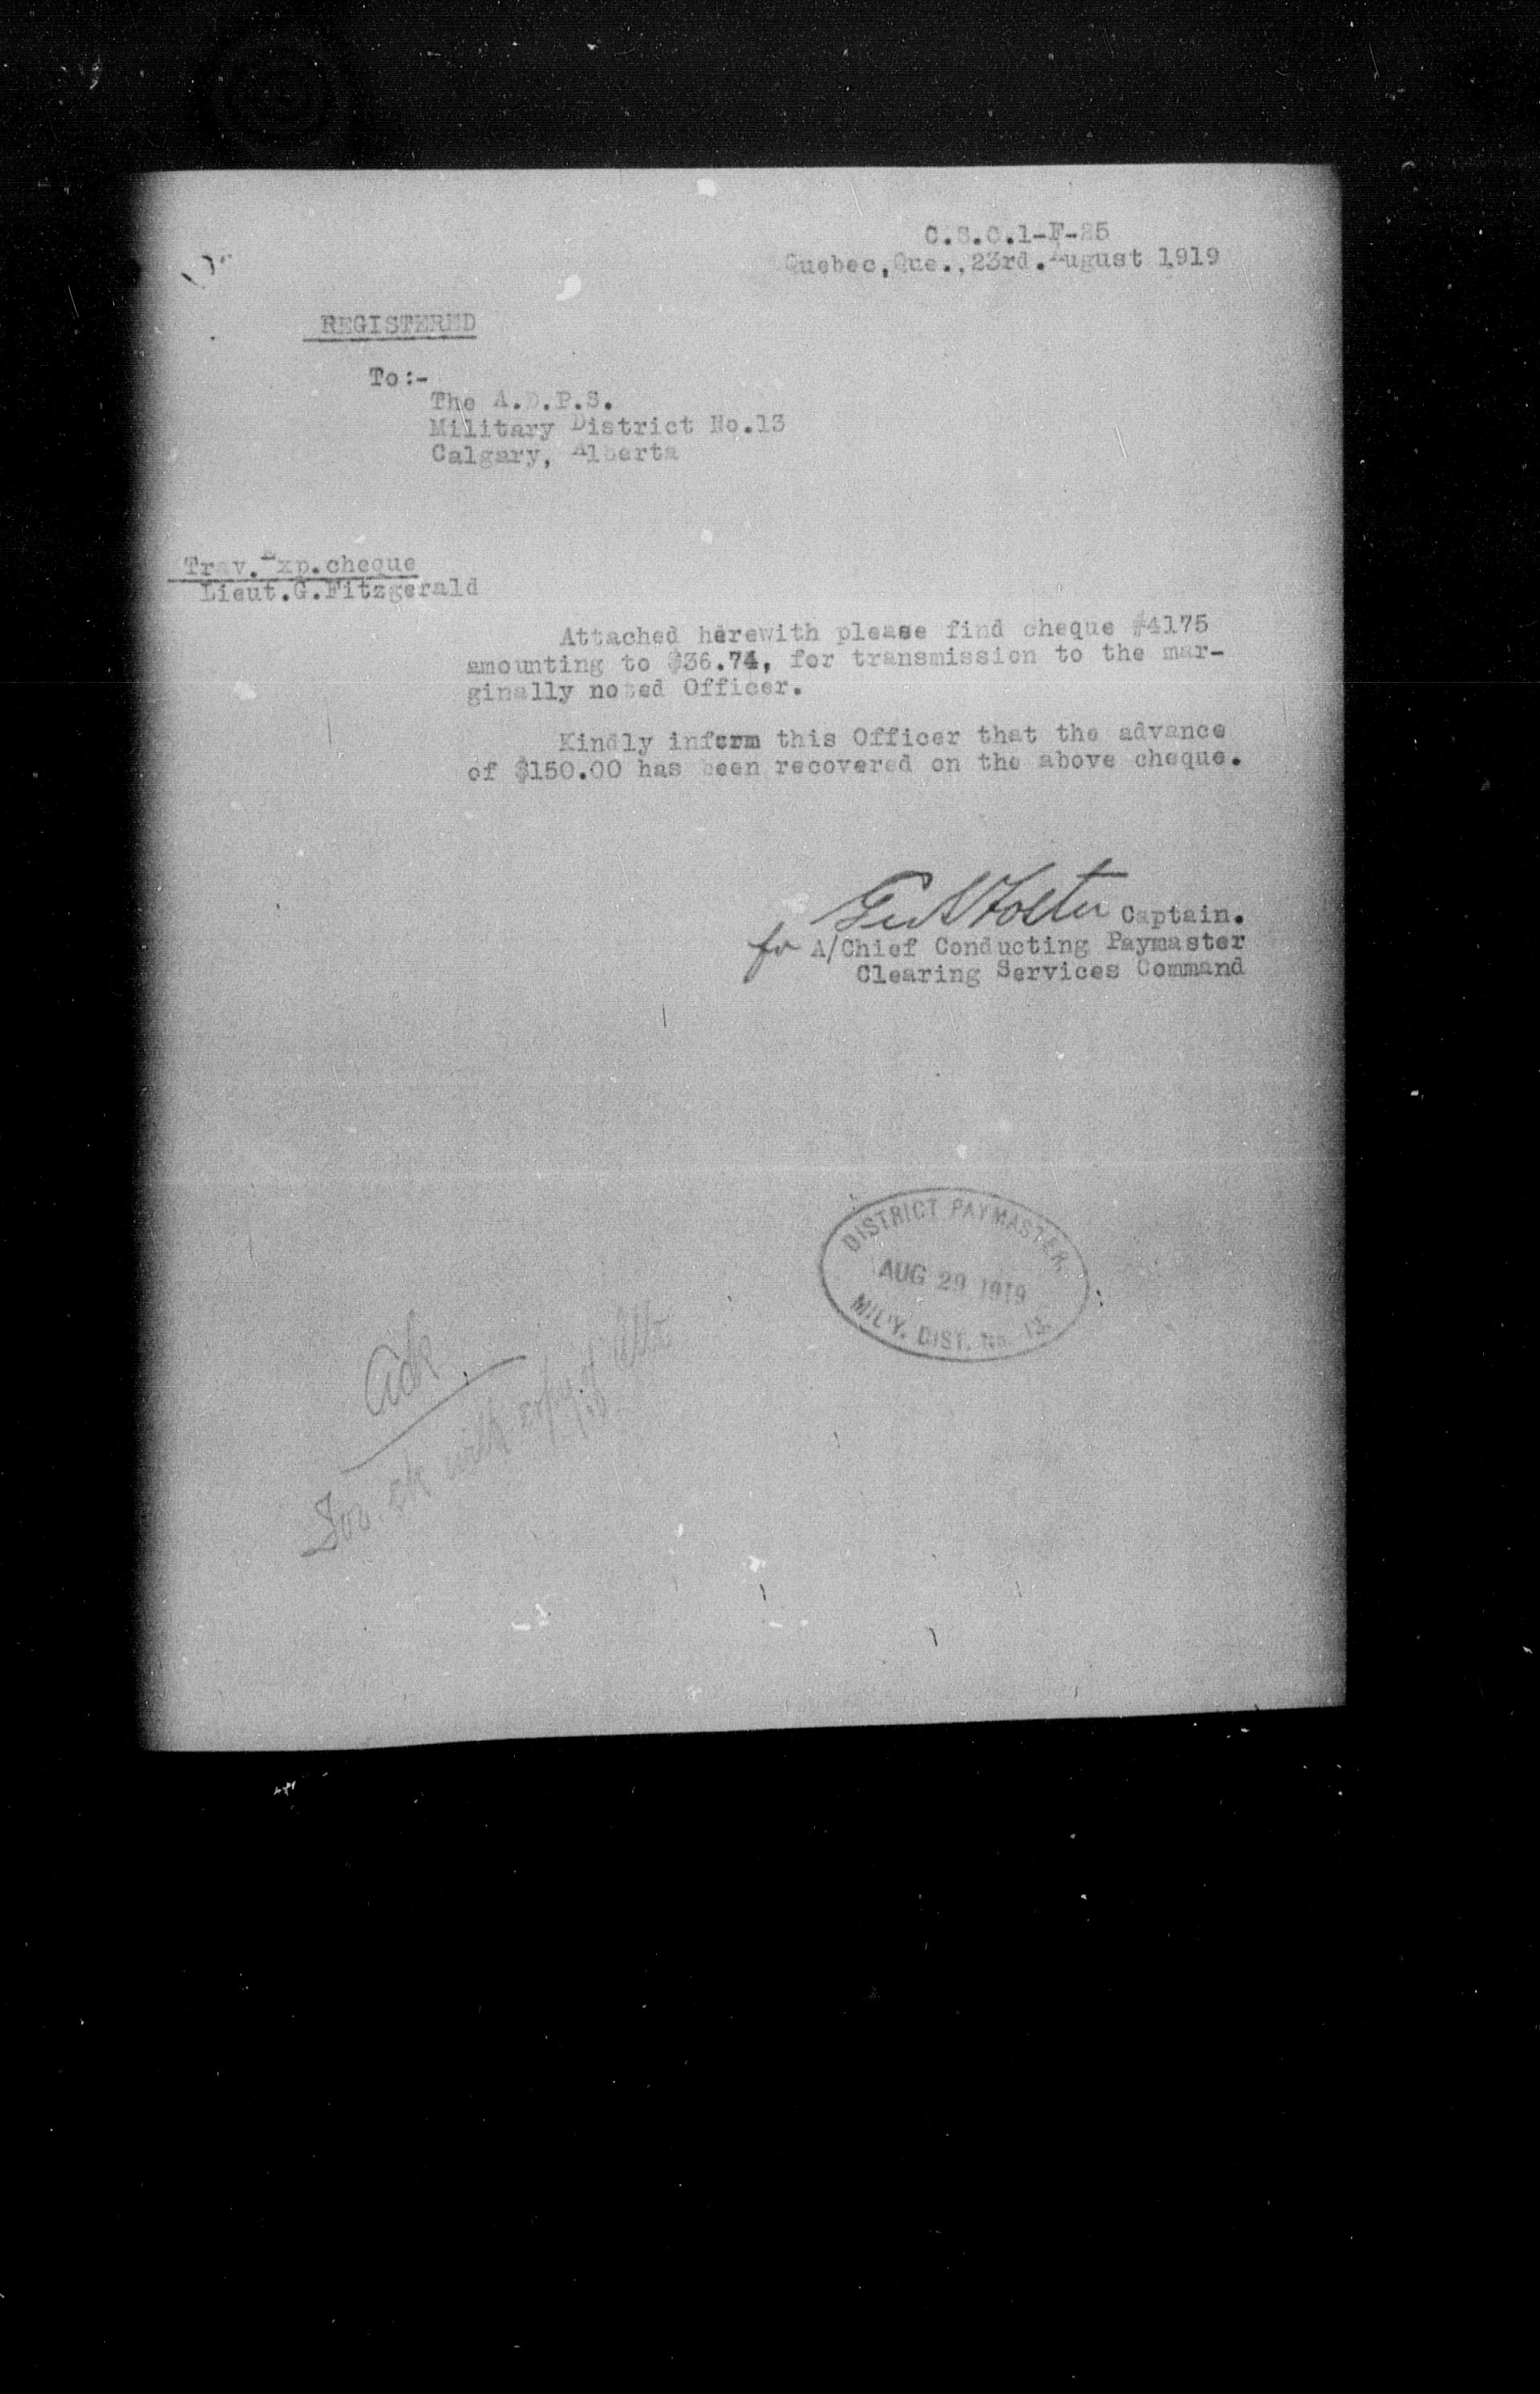 C.S.C.1-F-25
Quebec, Que., 23rd. August 1919
REGISTERED
To:-
The A.D.P.S.
Military District No.13
Calgary, Alberta
Trav. Exp. cheque
Lieut. G. Fitzgerald
Attached herewith please find cheque #4175
amounting to $36.74, for transmission to the mar-
ginally noted Officer.
Kindly inform this Officer that the advance
of $150.00 has been recovered on the above cheque.
Foster Captain.
for A/Chief Conducting Paymaster
Clearing Services Command
DISTRICT PAYMASTER,
AUG 29 1919
MIL'Y. DIST. No. 13.
Ack